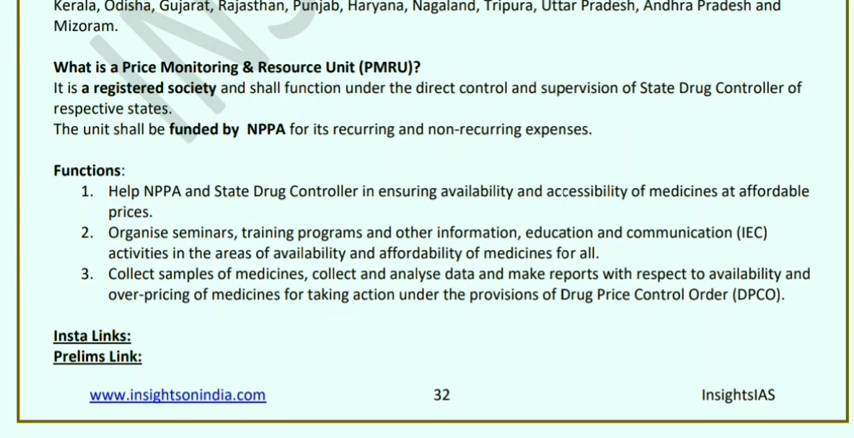 Kerala, Odisha, Gujarat, Rajasthan, Punjab, Haryana, Nagaland, Tripura, Uttar Pradesh, Andhra Pradesh and
Mizoram.
What is a Price Monitoring & Resource Unit (PMRU)?
It is a registered society and shall function under the direct control and supervision of State Drug Controller of
respective states.
The unit shall be funded by NPPA for its recurring and non-recurring expenses.
Functions:
1. Help NPPA and State Drug Controller in ensuring availability and accessibility of medicines at affordable
prices.
2. Organise seminars, training programs and other information, education and communication (IEC)
activities in the areas of availability and affordability of medicines for all.
3. Collect samples of medicines, collect and analyse data and make reports with respect to availability and
over-pricing of medicines for taking action under the provisions of Drug Price Control Order (DPCO).
Insta Links:
Prelims Link:
www.insightsonindia.com 32 InsightsIAS